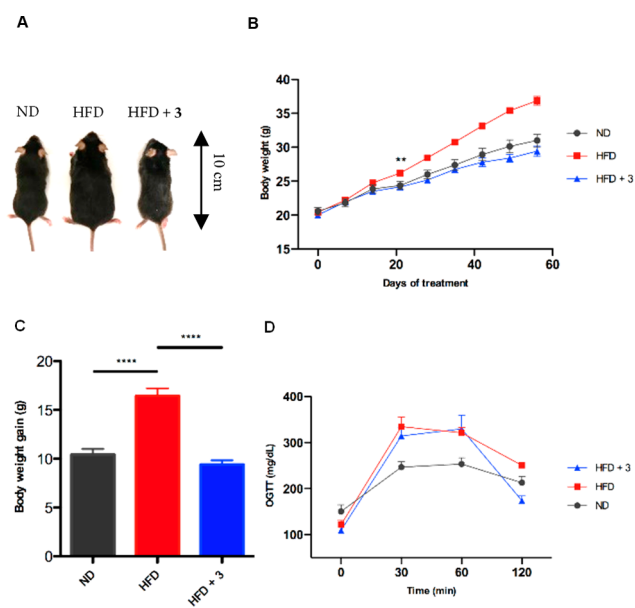 A
ND HFD HFD + 3
10 cm
B
Body weight (g)
40
35
30
25
20
15
**
0 20 40 60
Days of treatment
ND
HFD
HFD + 3
C
Body weight gain (g)
20
15
10
5
0
**** ****
ND HFD HFD + 3
D
OGTT (mg/dL)
400
300
200
100
0 30 60 120
Time (min)
HFD + 3
HFD
ND